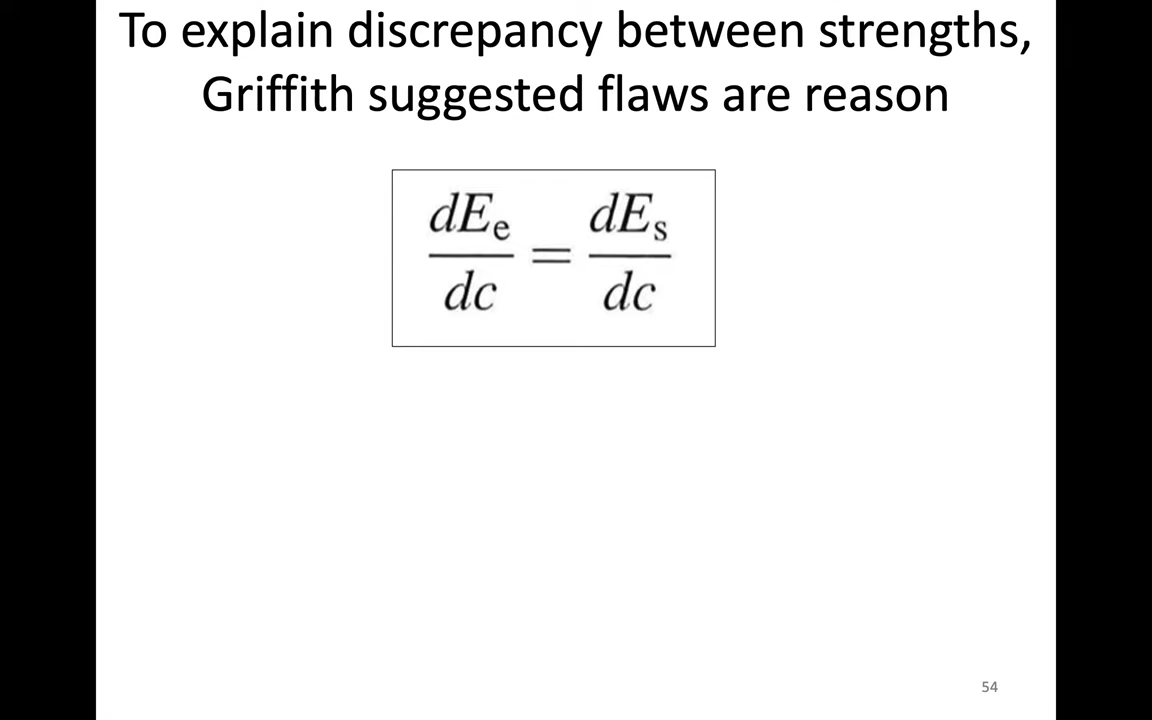 To explain discrepancy between strengths,
Griffith suggested flaws are reason
dEₑ/dc = dEₛ/dc
54